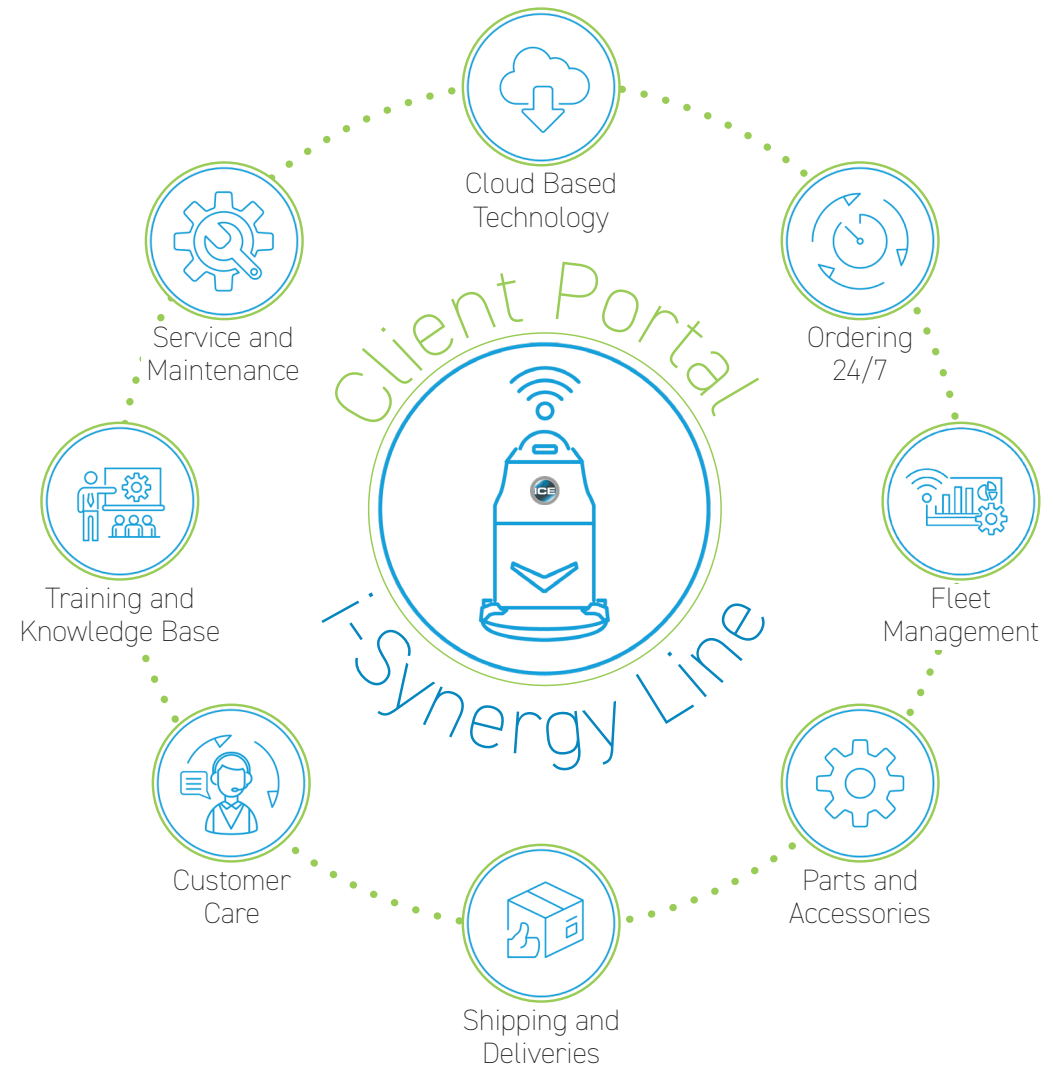 Cloud Based
Technology
Service and
Maintenance
Ordering
24/7
Client Portal
ICE
Training and
Knowledge Base
Fleet
Management
i-Synergy Line
Customer
Care
Parts and
Accessories
Shipping and
Deliveries